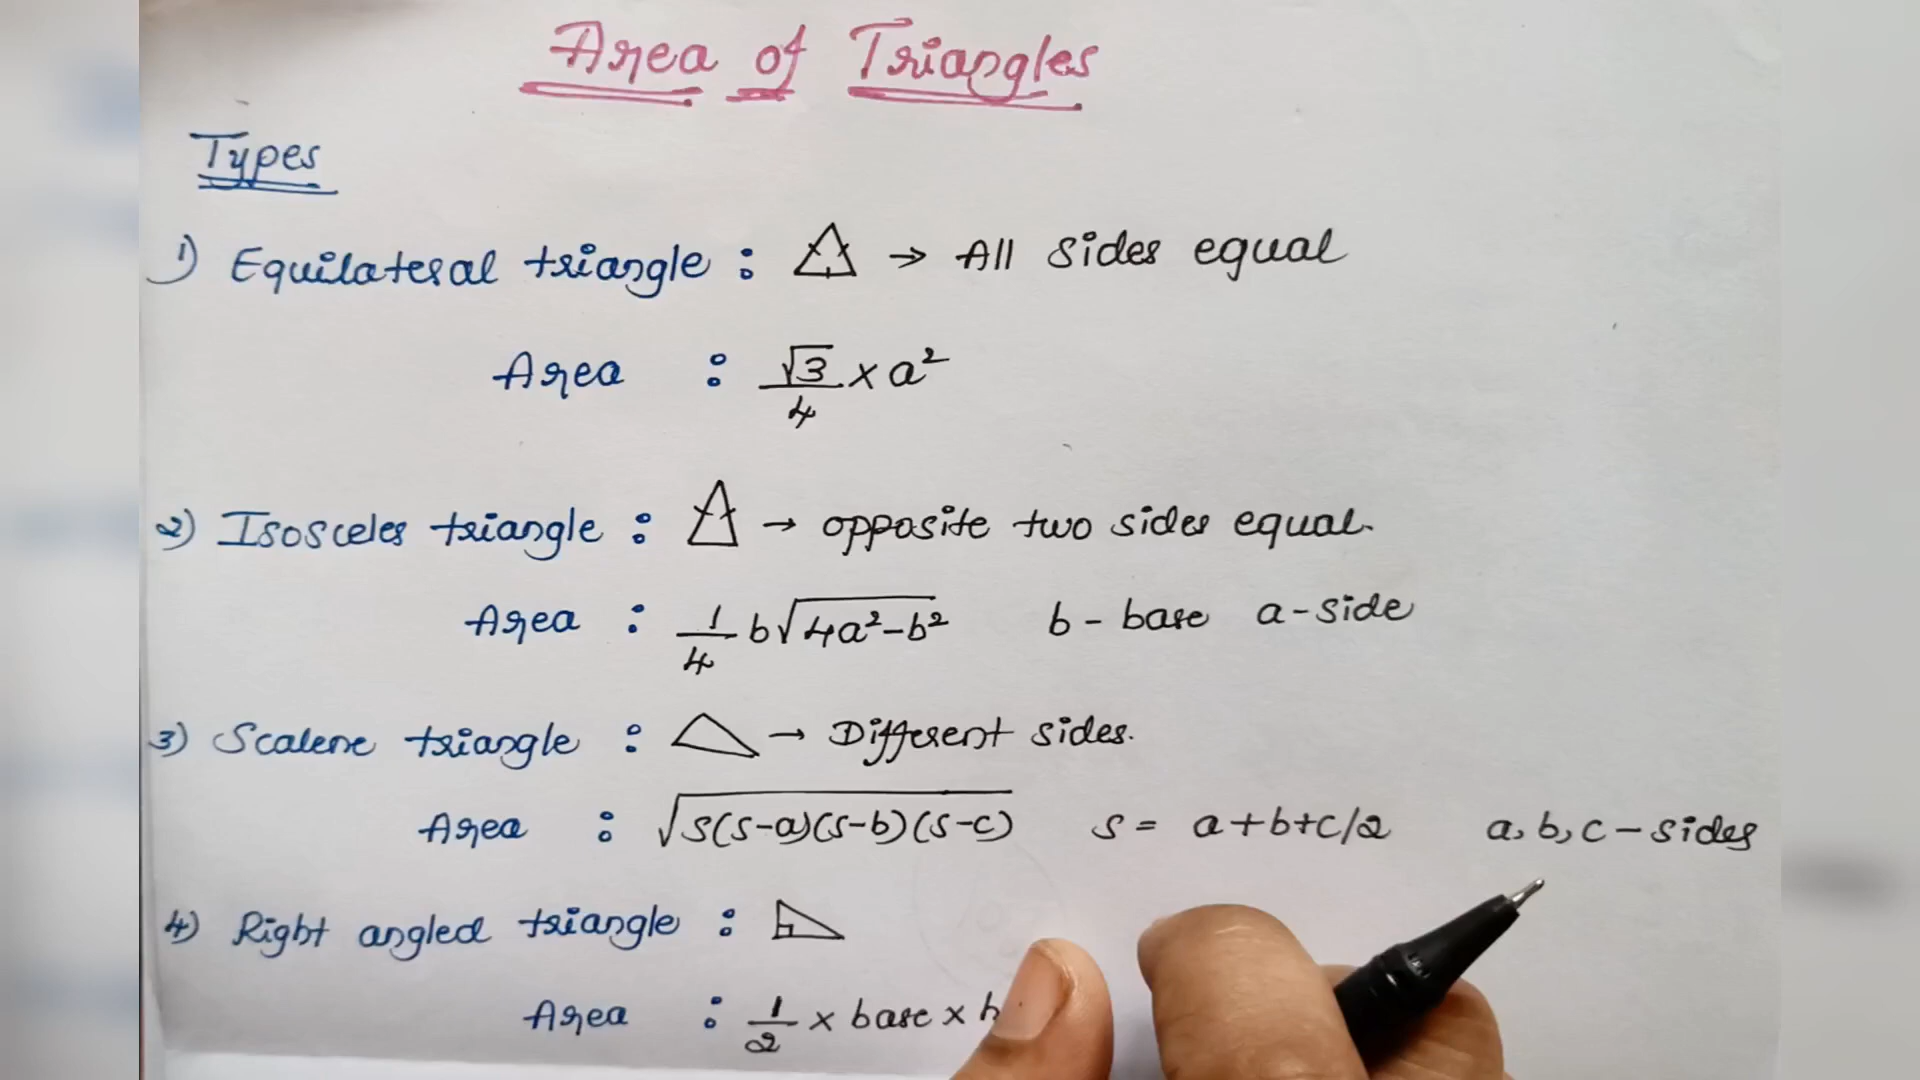 Area of Triangles
Types
1) Equilateral triangle : → All sides equal
Area : √3/4 × a²
2) Isosceles triangle : → opposite two sides equal.
Area : 1/4 b√4a²-b² b - base a - side
3) Scalene triangle : → Different sides.
Area : √s(s-a)(s-b)(s-c) s = a+b+c/2 a, b, c - sides
4) Right angled triangle :
Area : 1/2 × base × h